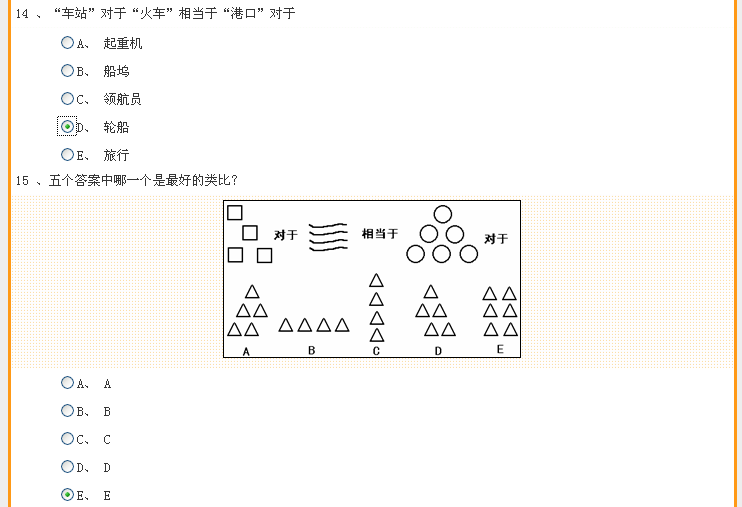 14 、“车站”对于“火车”相当于“港口”对于
A、 起重机
B、 船坞
C、 领航员
D、 轮船
E、 旅行
15 、五个答案中哪一个是最好的类比？
对于 相当于 对于
A B C D E
A、 A
B、 B
C、 C
D、 D
E、 E